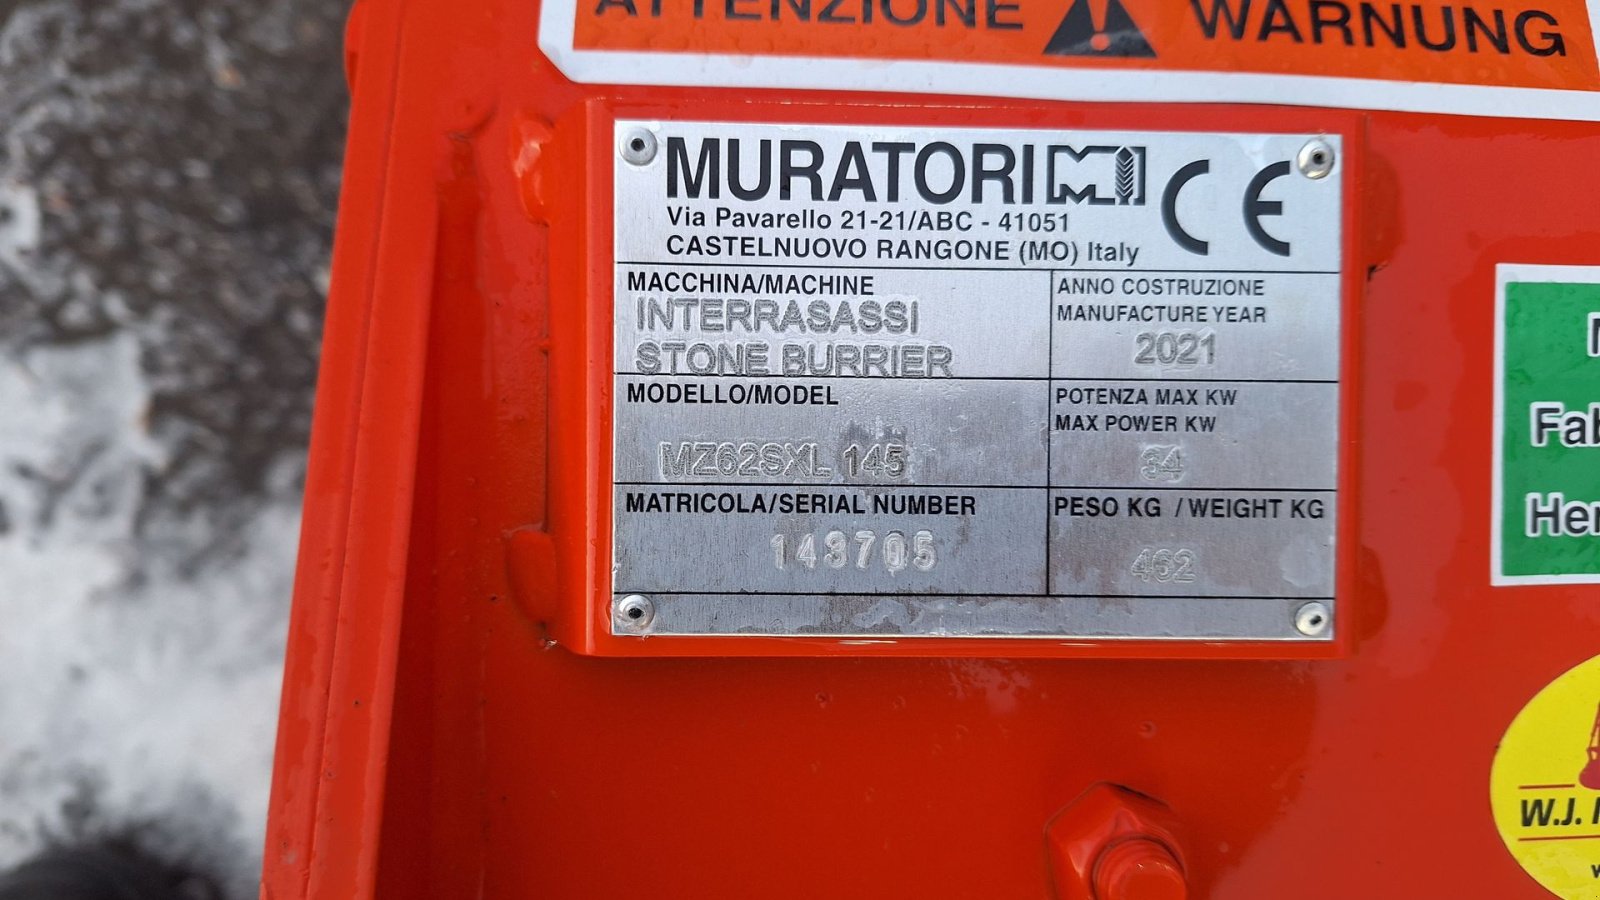 ATTENZIONE WARNUNG
MURATORI
CE
Via Pavarello 21-21/ABC - 41051
CASTELNUOVO RANGONE (MO) Italy
MACCHINA/MACHINE
INTERRASASSI
STONE BURRIER
ANNO COSTRUZIONE
MANUFACTURE YEAR
2021
MODELLO/MODEL
MZ62SXL 145
POTENZA MAX KW
MAX POWER KW
34
MATRICOLA/SERIAL NUMBER
143705
PESO KG / WEIGHT KG
462
W.J.